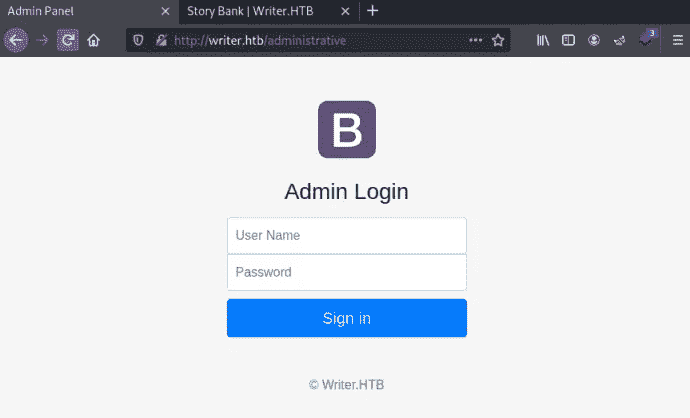 Admin Panel
Story Bank | Writer.HTB
http://writer.htb/administrative
3
B
Admin Login
User Name
Password
Sign in
© Writer.HTB